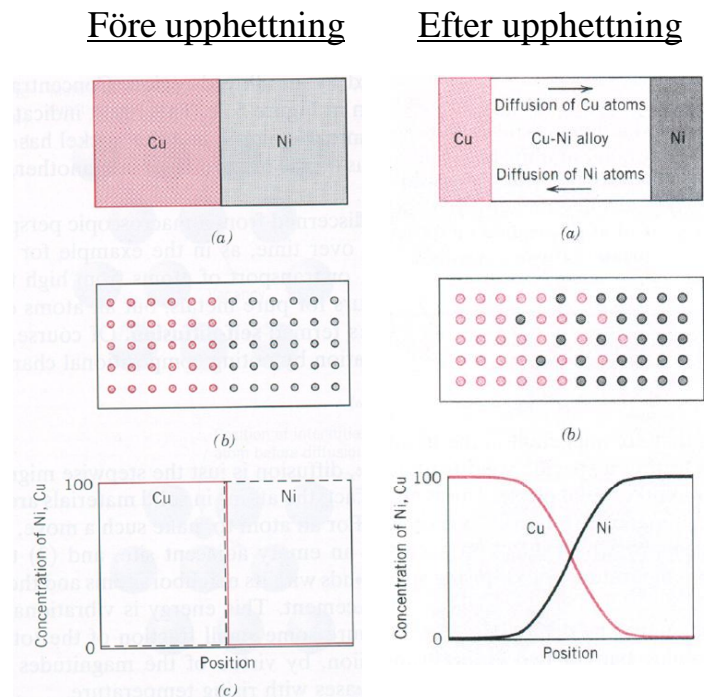 Före upphettning
Cu
Ni
(a)
(b)
Concentration of Ni, Cu
100
0
Cu
Ni
Position
(c)
Efter upphettning
Diffusion of Cu atoms
Cu
Cu-Ni alloy
Ni
Diffusion of Ni atoms
(a)
(b)
Concentration of Ni, Cu
100
0
Cu
Ni
Position